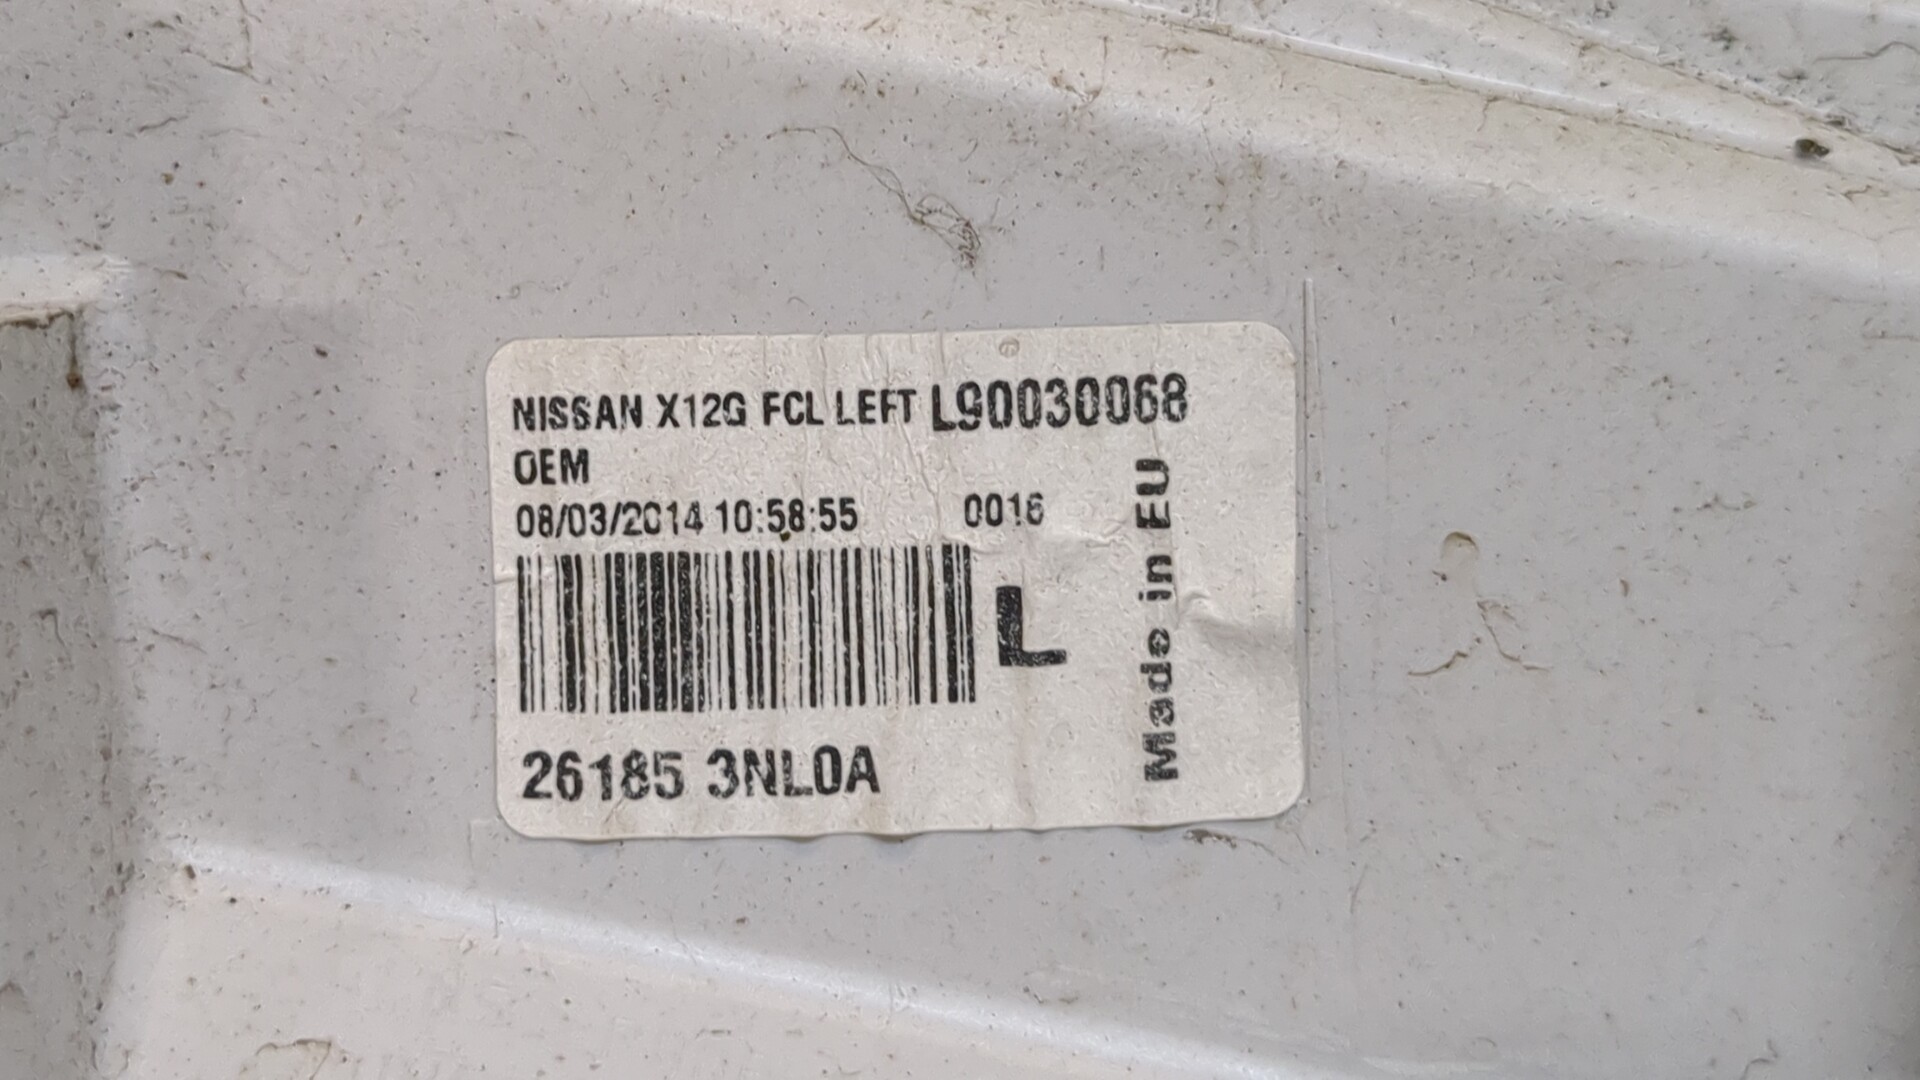 NISSAN X12G FCL LEFT L90030068
OEM
08/03/2014 10:58:55 0016
L
26185 3NL0A
Made in EU